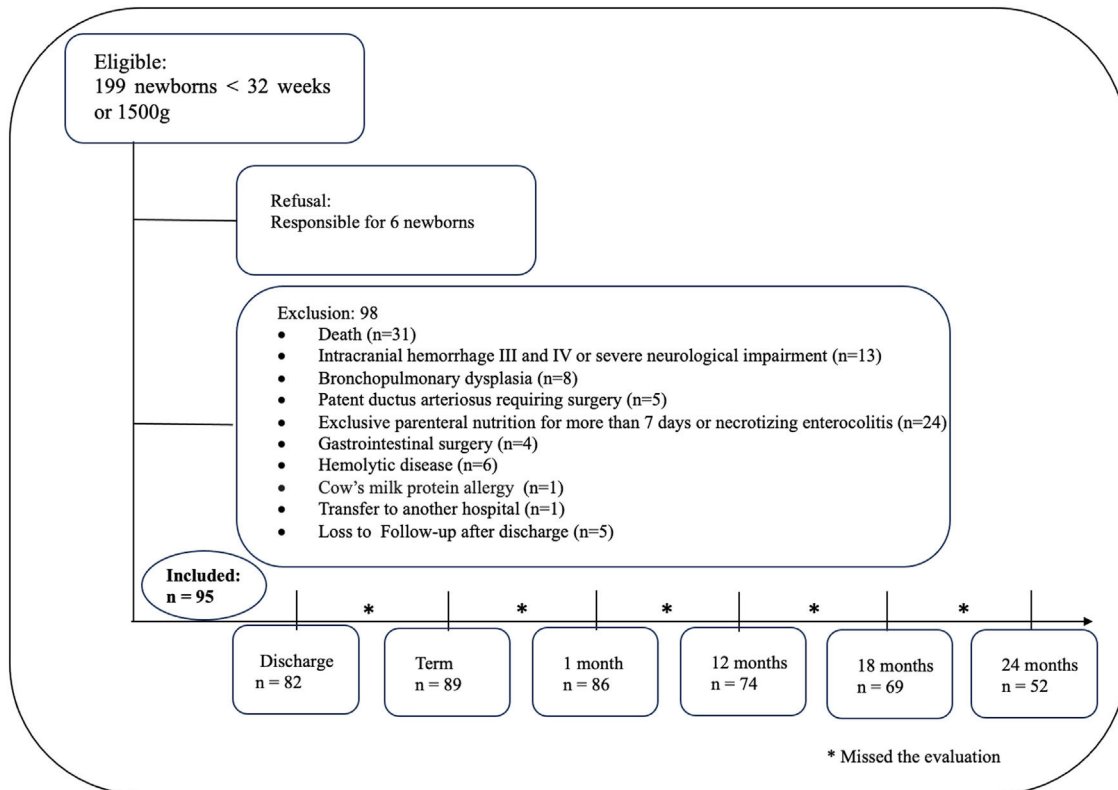 Eligible:
199 newborns < 32 weeks
or 1500g
Refusal:
Responsible for 6 newborns
Exclusion: 98
• Death (n=31)
• Intracranial hemorrhage III and IV or severe neurological impairment (n=13)
• Bronchopulmonary dysplasia (n=8)
• Patent ductus arteriosus requiring surgery (n=5)
• Exclusive parenteral nutrition for more than 7 days or necrotizing enterocolitis (n=24)
• Gastrointestinal surgery (n=4)
• Hemolytic disease (n=6)
• Cow's milk protein allergy (n=1)
• Transfer to another hospital (n=1)
• Loss to Follow-up after discharge (n=5)
Included:
n = 95
* * * * *
Discharge
n = 82
Term
n = 89
1 month
n = 86
12 months
n = 74
18 months
n = 69
24 months
n = 52
* Missed the evaluation